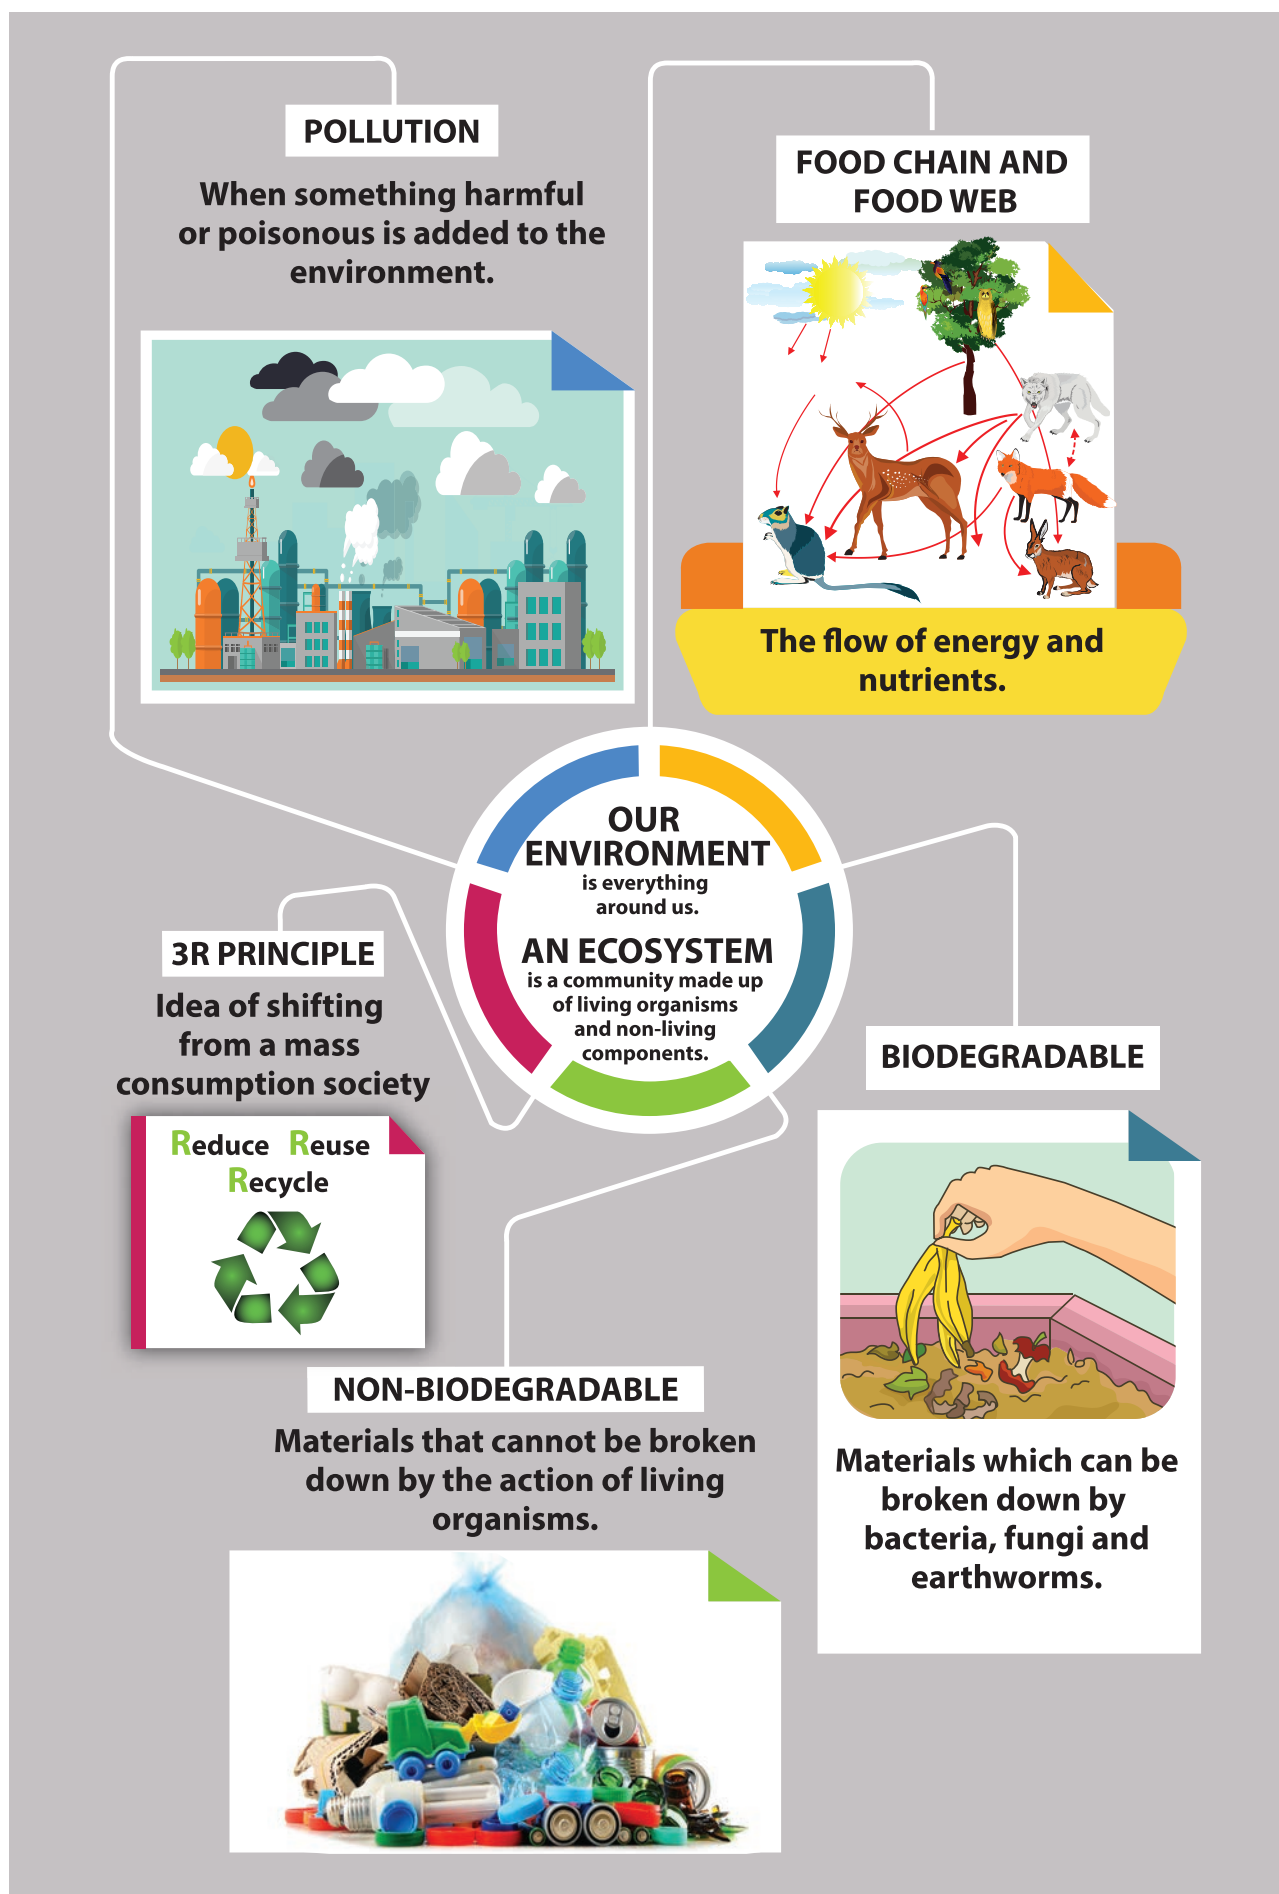 POLLUTION
When something harmful
or poisonous is added to the
environment.
FOOD CHAIN AND
FOOD WEB
The flow of energy and
nutrients.
OUR
ENVIRONMENT
is everything
around us.
AN ECOSYSTEM
is a community made up
of living organisms
and non-living
components.
3R PRINCIPLE
Idea of shifting
from a mass
consumption society
Reduce Reuse
Recycle
BIODEGRADABLE
Materials which can be
broken down by
bacteria, fungi and
earthworms.
NON-BIODEGRADABLE
Materials that cannot be broken
down by the action of living
organisms.